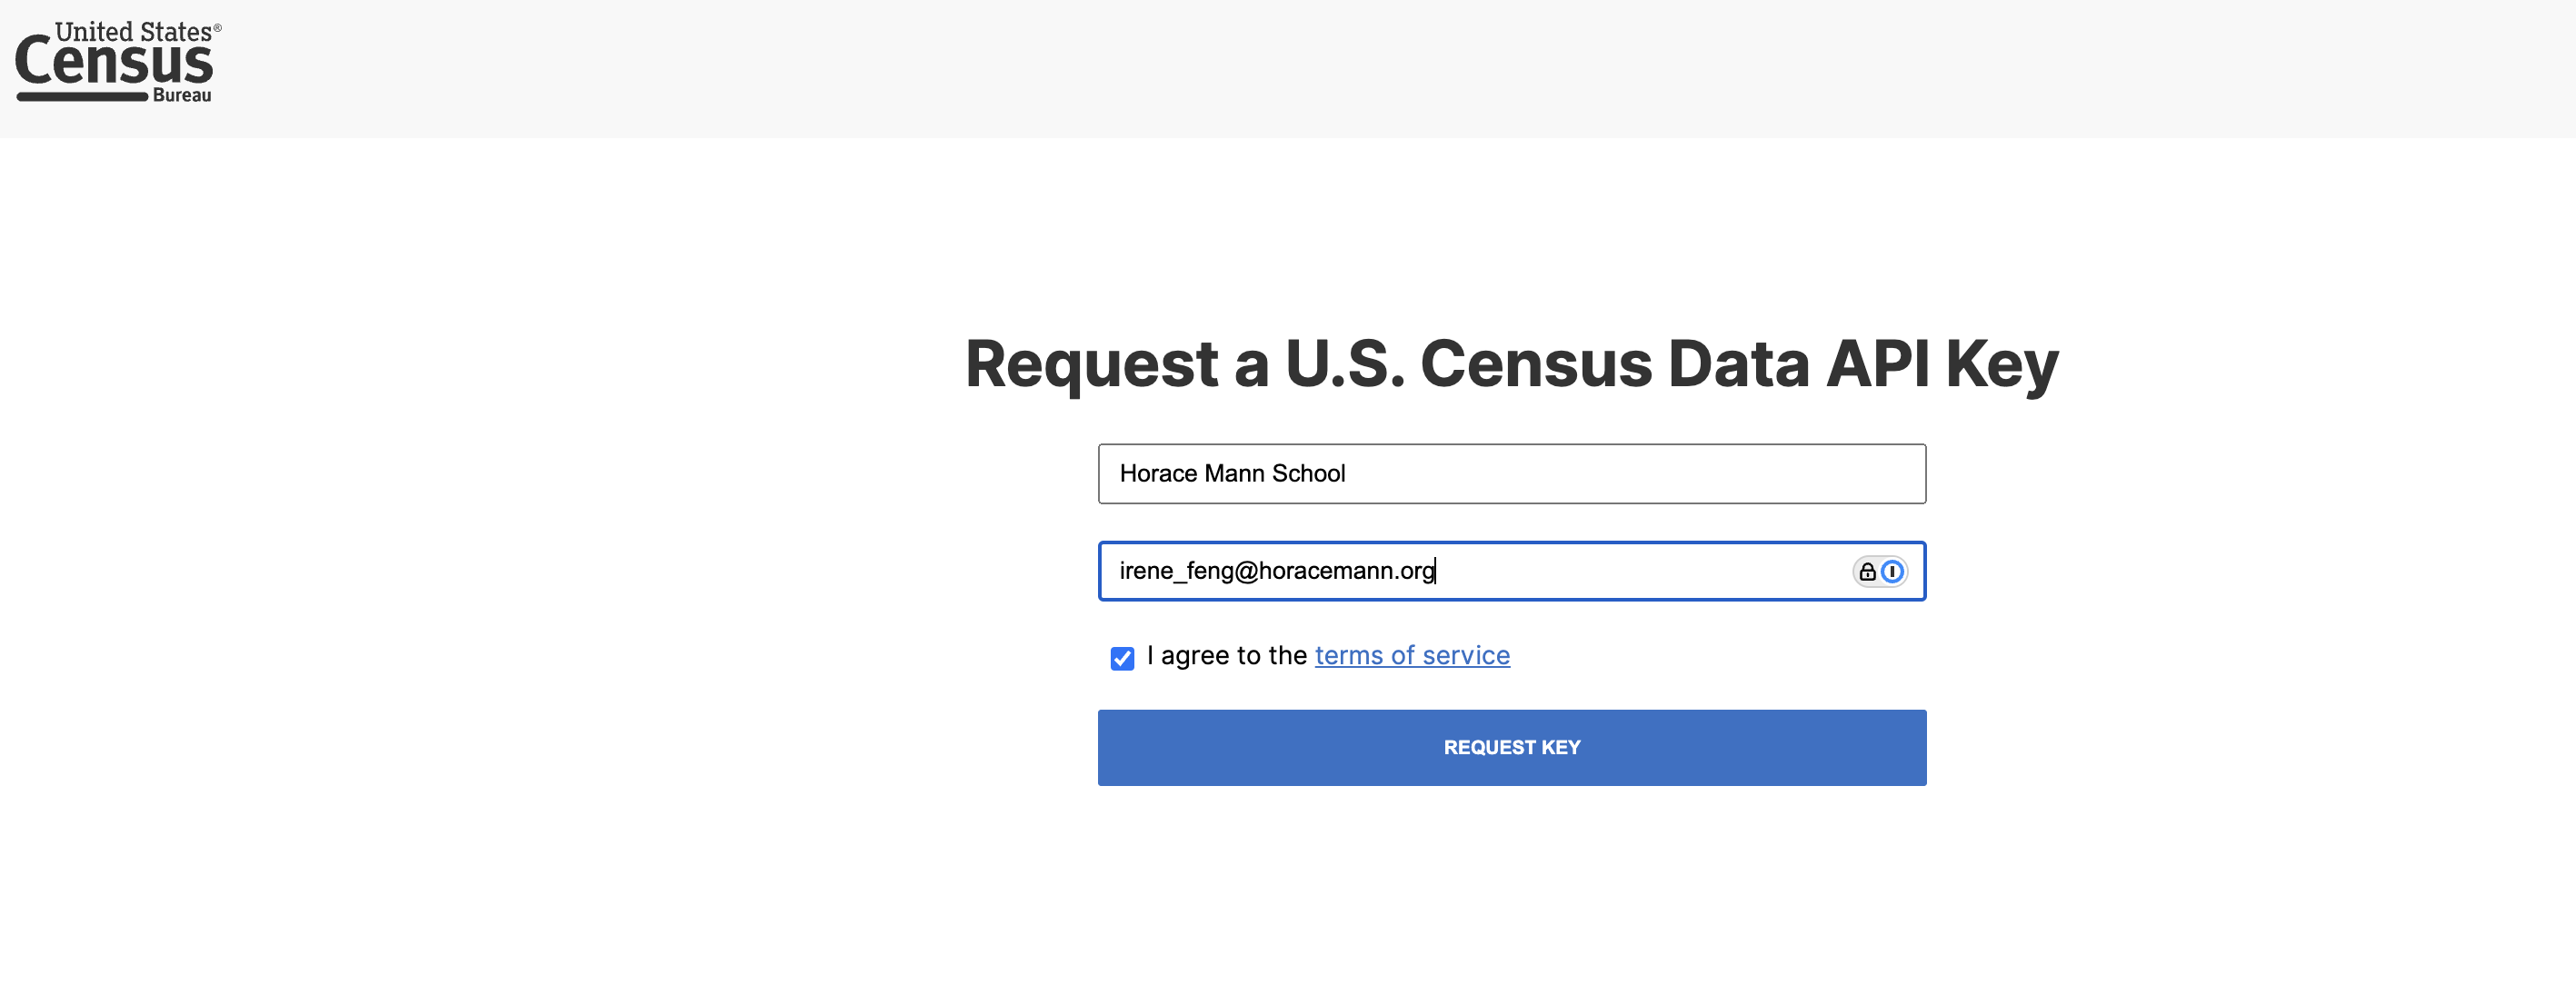 United States®
Census
Bureau
Request a U.S. Census Data API Key
Horace Mann School
irene_feng@horacemann.org
I agree to the terms of service
REQUEST KEY